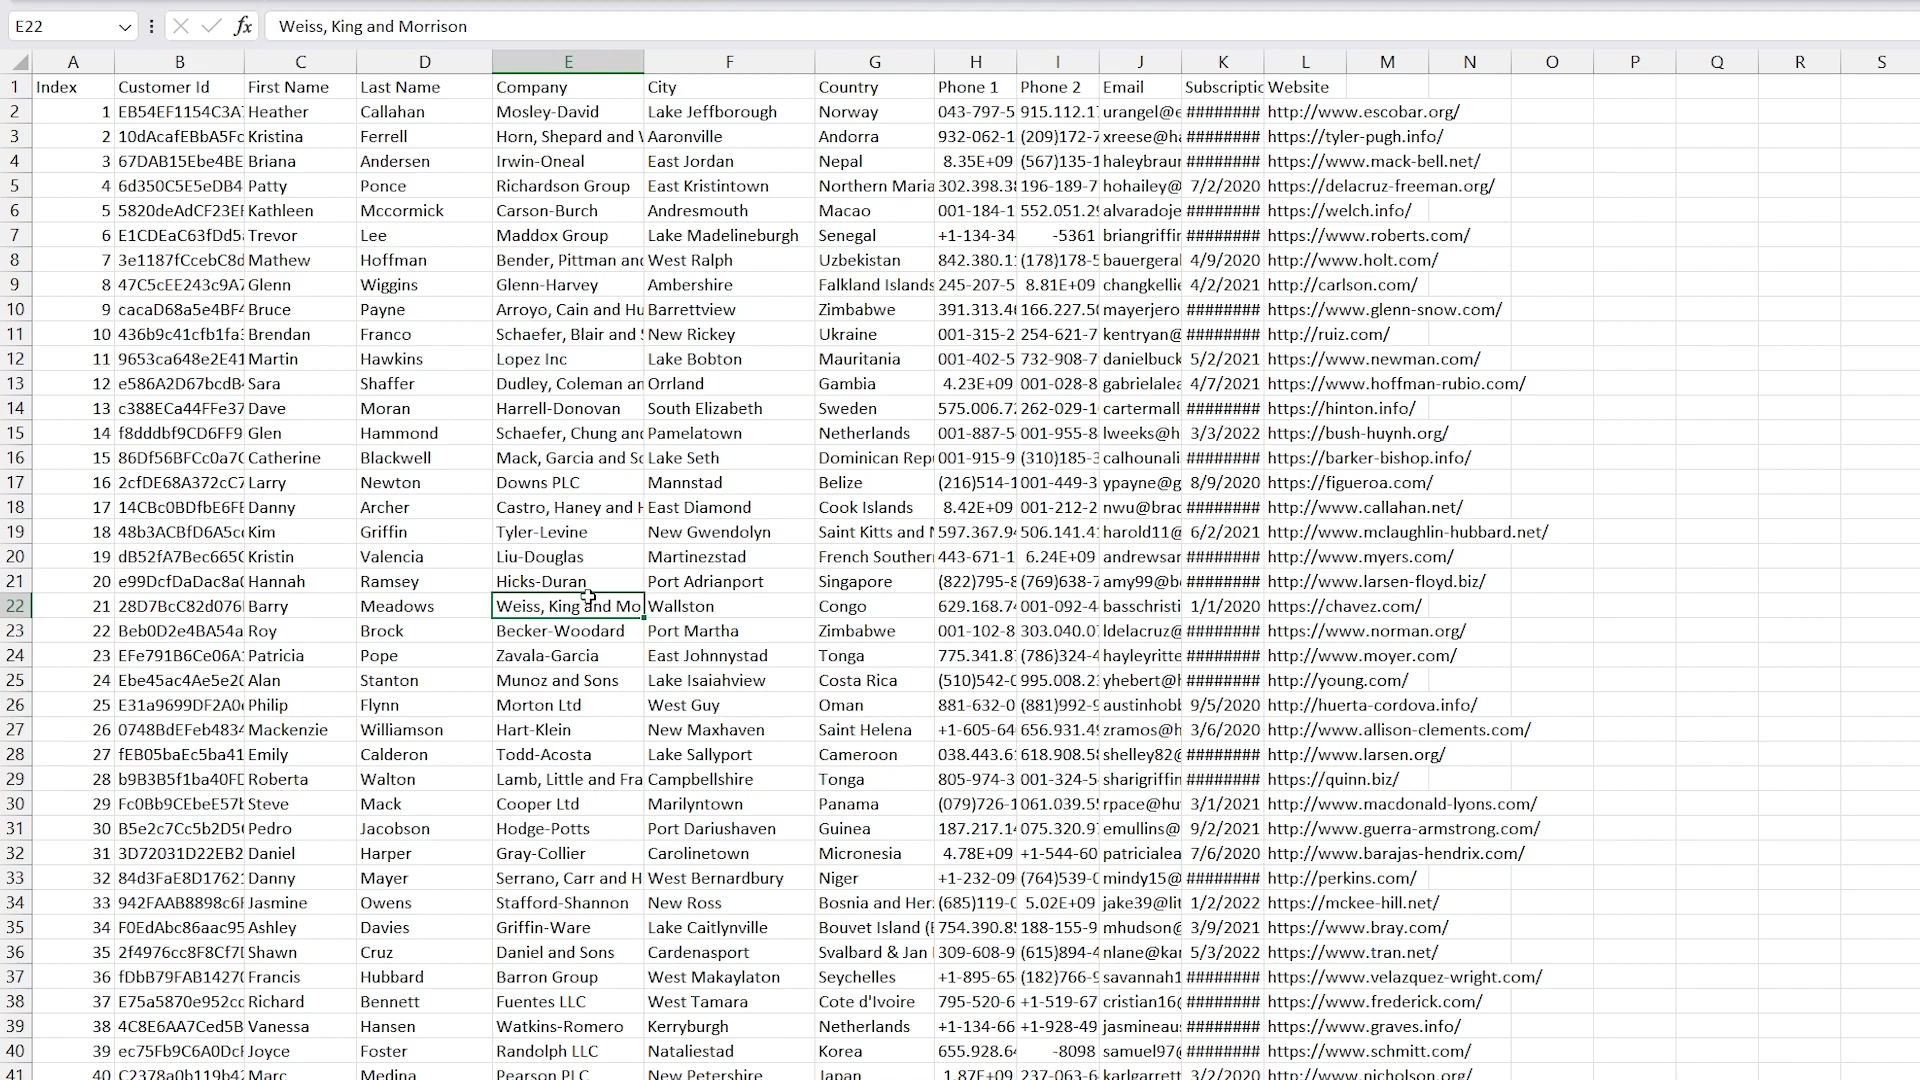 E22 fx Weiss, King and Morrison
A B C D E F G H I J K L M N O P Q R S
1 Index Customer Id First Name Last Name Company City Country Phone 1 Phone 2 Email Subscriptic Website
2 1 EB54EF1154C3A Heather Callahan Mosley-David Lake Jeffborough Norway 043-797-5 915.112.1 urangel@e ######## http://www.escobar.org/
3 2 10dAcafEBbA5Fc Kristina Ferrell Horn, Shepard and Aaronville Andorra 932-062-1 (209)172-7 xreese@h ######## https://tyler-pugh.info/
4 3 67DAB15Ebe4BE Briana Andersen Irwin-Oneal East Jordan Nepal 8.35E+09 (567)135-1 haleybraur ######## https://www.mack-bell.net/
5 4 6d350C5E5eDB4 Patty Ponce Richardson Group East Kristintown Northern Maria 302.398.3 196-189-7 hohailey@ 7/2/2020 https://delacruz-freeman.org/
6 5 5820deAdCF23E Kathleen Mccormick Carson-Burch Andresmouth Macao 001-184-1 552.051.2 alvaradoje ######## https://welch.info/
7 6 E1CDEaC63fDd5 Trevor Lee Maddox Group Lake Madelineburgh Senegal +1-134-34 -5361 briangriffir ######## https://www.roberts.com/
8 7 3e1187fCcebC8d Mathew Hoffman Bender, Pittman and West Ralph Uzbekistan 842.380.1 (178)178-5 bauergeral 4/9/2020 https://www.holt.com/
9 8 47C5cEE243c9A7 Glenn Wiggins Glenn-Harvey Ambershire Falkland Islands 245-207-5 8.81E+09 changkellie 4/2/2021 http://carlson.com/
10 9 cacaD68a5e4BF4 Bruce Payne Arroyo, Cain and Hu Barrettview Zimbabwe 391.313.4 166.227.5 mayerjero ######## https://www.glenn-snow.com/
11 10 436b9c41cfb1fa Brendan Franco Schaefer, Blair and New Rickey Ukraine 001-315-2 254-621-7 kentryan@ ######## http://ruiz.com/
12 11 9653ca648e2E41 Martin Hawkins Lopez Inc Lake Bobton Mauritania 001-402-5 732-908-7 danielbuck 5/2/2021 https://www.newman.com/
13 12 e586A2D67bcdB Sara Shaffer Dudley, Coleman an Orrland Gambia 4.23E+09 001-028-8 gabrielalea 4/7/2021 https://www.hoffman-rubio.com/
14 13 c388ECa44FFe37 Dave Moran Harrell-Donovan South Elizabeth Sweden 575.006.7 262-029-1 cartermall ######## https://hinton.info/
15 14 f8dddbf9CD6FF9 Glen Hammond Schaefer, Chung and Pamelatown Netherlands 001-887-5 001-955-8 lweeks@h 3/3/2022 https://bush-huynh.org/
16 15 86Df56BFCc0a7C Catherine Blackwell Mack, Garcia and Sc Lake Seth Dominican Rep 001-915-9 (310)185-3 calhounali ######## https://barker-bishop.info/
17 16 2cfDE68A372cC7 Larry Newton Downs PLC Mannstad Belize (216)514-1 001-449-3 ypayne@g 8/9/2020 https://figueroa.com/
18 17 14CBc0BDfbE6FE Danny Archer Castro, Haney and East Diamond Cook Islands 8.42E+09 001-212-2 nwu@brad ######## http://www.callahan.net/
19 18 48b3ACBfD6A5c Kim Griffin Tyler-Levine New Gwendolyn Saint Kitts and 597.367.9 506.141.4 harold11@ 6/2/2021 http://www.mclaughlin-hubbard.net/
20 19 dB52fA7Bec665C Kristin Valencia Liu-Douglas Martinezstad French Southern 443-671-1 6.24E+09 andrewsar ######## http://www.myers.com/
21 20 e99DcfDaDac8aC Hannah Ramsey Hicks-Duran Port Adrianport Singapore (822)795-8 (769)638-7 amy99@b ######## http://www.larsen-floyd.biz/
22 21 28D7BcC82d076 Barry Meadows Weiss, King and Mo Wallston Congo 629.168.7 001-092-4 basschristi 1/1/2020 https://chavez.com/
23 22 Beb0D2e4BA54a Roy Brock Becker-Woodard Port Martha Zimbabwe 001-102-8 303.040.0 ldelacruz@ ######## https://www.norman.org/
24 23 EFe791B6Ce06A Patricia Pope Zavala-Garcia East Johnnystad Tonga 775.341.8 (786)324-4 hayleyritte ######## http://www.moyer.com/
25 24 Ebe45ac4Ae5e2 Alan Stanton Munoz and Sons Lake Isaiahview Costa Rica (510)542-0 995.008.2 yhebert@h ######## http://young.com/
26 25 E31a9699DF2A0 Philip Flynn Morton Ltd West Guy Oman 881-632-0 (881)992-9 austinhobb 9/5/2020 http://huerta-cordova.info/
27 26 0748BdEFeb4834 Mackenzie Williamson Hart-Klein New Maxhaven Saint Helena +1-605-64 656.931.4 zramos@h 3/6/2020 http://www.allison-clements.com/
28 27 fEB05baEc5ba41 Emily Calderon Todd-Acosta Lake Sallyport Cameroon 038.443.6 618.908.5 shelley82@ ######## http://www.larsen.org/
29 28 b9B3B5f1ba40FD Roberta Walton Lamb, Little and Fra Campbellshire Tonga 805-974-3 001-324-5 sharigriffin ######## https://quinn.biz/
30 29 Fc0Bb9CEbeE57b Steve Mack Cooper Ltd Marilyntown Panama (079)726-1 061.039.5 rpace@hu 3/1/2021 http://www.macdonald-lyons.com/
31 30 B5e2c7Cc5b2D5 Pedro Jacobson Hodge-Potts Port Dariushaven Guinea 187.217.1 075.320.9 emullins@ 9/2/2021 http://www.guerra-armstrong.com/
32 31 3D72031D22EB2 Daniel Harper Gray-Collier Carolinetown Micronesia 4.78E+09 +1-544-60 patricialea 7/6/2020 http://www.barajas-hendrix.com/
33 32 84d3FaE8D1762 Danny Mayer Serrano, Carr and H West Bernardbury Niger +1-232-09 (764)539-0 mindy15@ ######## http://perkins.com/
34 33 942FAAB8898c6 Jasmine Owens Stafford-Shannon New Ross Bosnia and Her (685)119-0 5.02E+09 jake39@lit 1/2/2022 https://mckee-hill.net/
35 34 F0EdAbc86aac95 Ashley Davies Griffin-Ware Lake Caitlynville Bouvet Island ( 754.390.8 188-155-9 mhudson@ 3/9/2021 https://www.bray.com/
36 35 2f4976cc8F8Cf7 Shawn Cruz Daniel and Sons Cardenasport Svalbard & Jan 309-608-9 (615)894-4 nlane@kar 5/3/2022 https://www.tran.net/
37 36 fDbB79FAB1427 Francis Hubbard Barron Group West Makaylaton Seychelles +1-895-65 (182)766-9 savannah1 ######## https://www.velazquez-wright.com/
38 37 E75a5870e952cc Richard Bennett Fuentes LLC West Tamara Cote d'Ivoire 795-520-6 +1-519-67 cristian16 ######## https://www.frederick.com/
39 38 4C8E6AA7Ced5B Vanessa Hansen Watkins-Romero Kerryburgh Netherlands +1-134-66 +1-928-49 jasmineau ######## https://www.graves.info/
40 39 ec75Fb9C6A0Dc Joyce Foster Randolph LLC Nataliestad Korea 655.928.6 -8098 samuel97 ######## https://www.schmitt.com/
41 40 C2378a0b119b4 Marc Medina Pearson PLC New Petershire Japan 1.87E+09 237-063-6 karlgarrett 3/2/2020 http://www.nicholson.org/